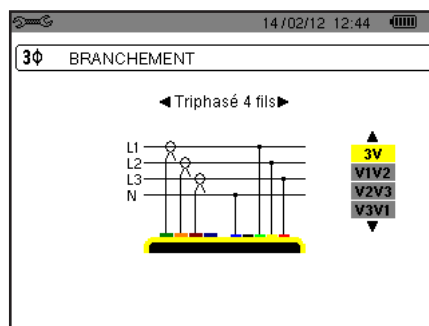 14/02/12 12:44
3Φ BRANCHEMENT
◄Triphasé 4 fils►
L1
L2
L3
N
3V
V1V2
V2V3
V3V1